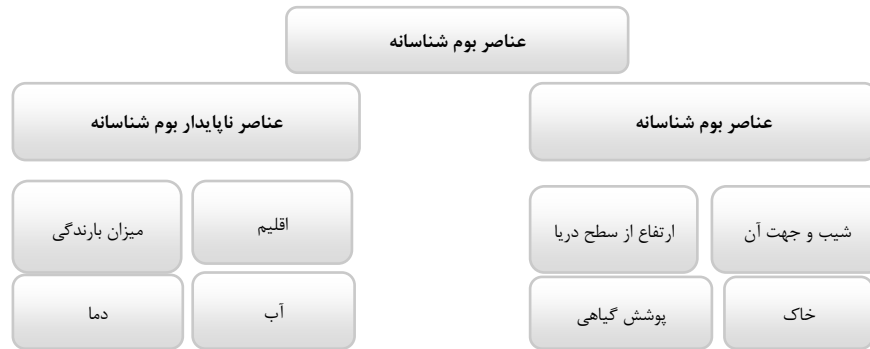 عناصر بوم شناسانه
عناصر بوم شناسانه
عناصر ناپایدار بوم شناسانه
شیب و جهت آن
ارتفاع از سطح دریا
خاک
پوشش گیاهی
اقلیم
میزان بارندگی
آب
دما